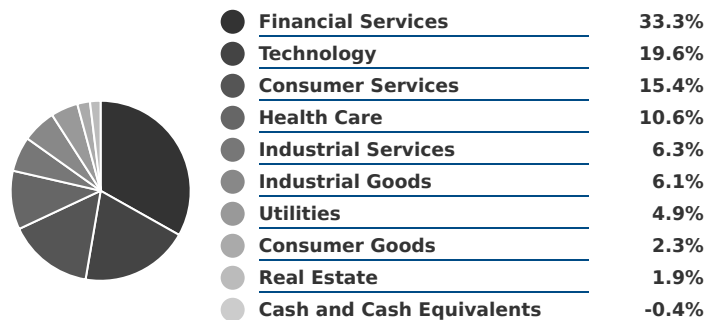 Financial Services 33.3%
Technology 19.6%
Consumer Services 15.4%
Health Care 10.6%
Industrial Services 6.3%
Industrial Goods 6.1%
Utilities 4.9%
Consumer Goods 2.3%
Real Estate 1.9%
Cash and Cash Equivalents -0.4%